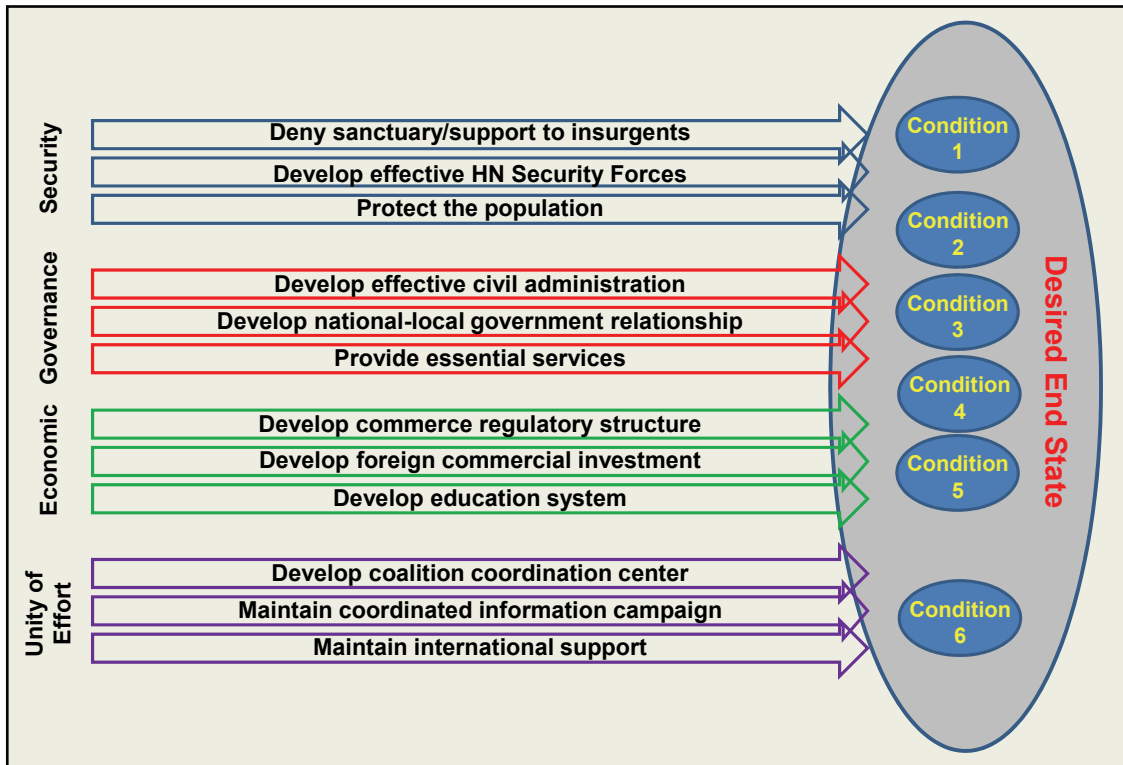 Security
Deny sanctuary/support to insurgents
Develop effective HN Security Forces
Protect the population
Governance
Develop effective civil administration
Develop national-local government relationship
Provide essential services
Economic
Develop commerce regulatory structure
Develop foreign commercial investment
Develop education system
Unity of
Effort
Develop coalition coordination center
Maintain coordinated information campaign
Maintain international support
Condition
1
Condition
2
Condition
3
Condition
4
Condition
5
Condition
6
Desired End State